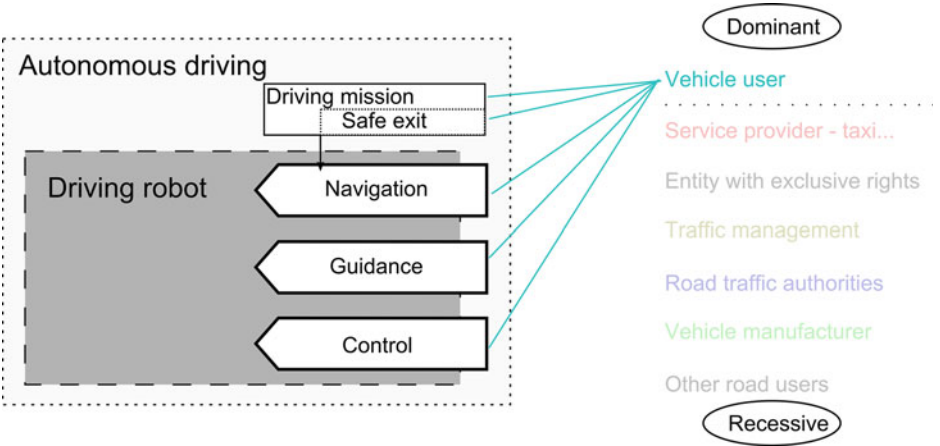 Dominant
Autonomous driving
Driving mission
Vehicle user
Safe exit
Service provider - taxi...
Driving robot
Navigation
Entity with exclusive rights
Traffic management
Guidance
Road traffic authorities
Control
Vehicle manufacturer
Other road users
Recessive